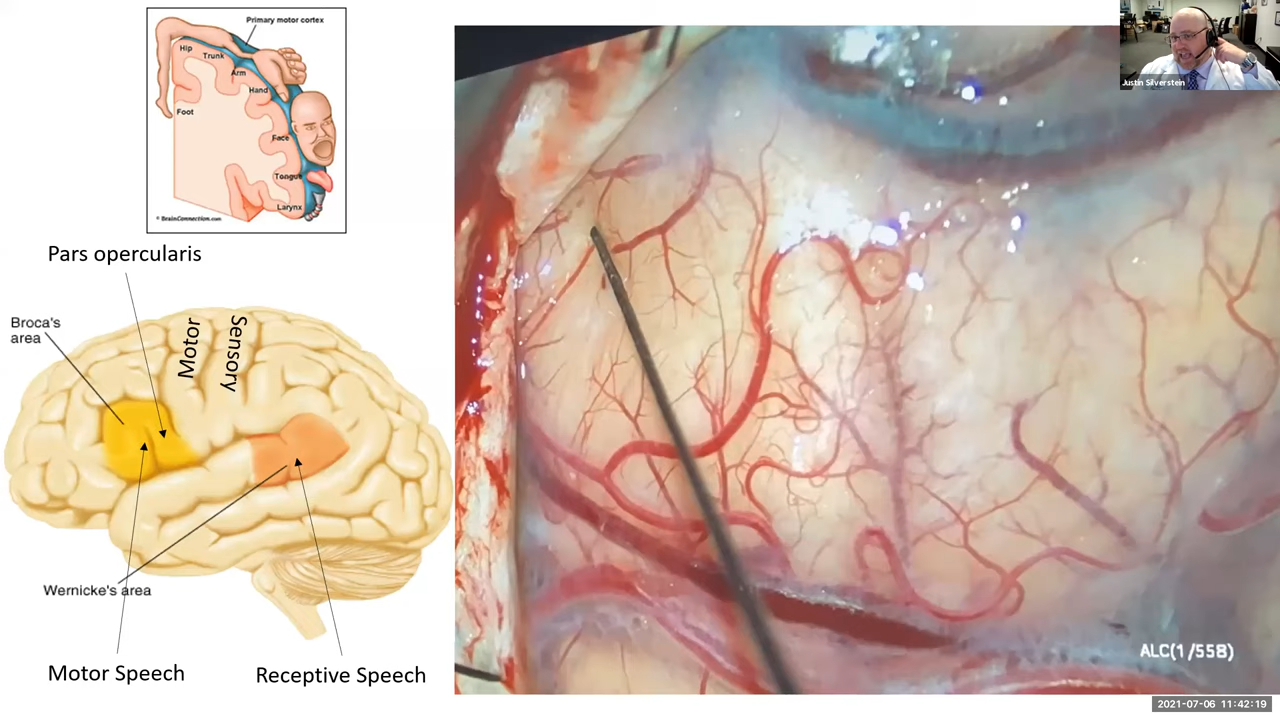 Primary motor cortex
Hip
Trunk
Arm
Hand
Foot
Face
Tongue
Larynx
© BrainConnection.com
Pars opercularis
Broca's
area
Motor
Sensory
Wernicke's area
Motor Speech
Receptive Speech
Justin Silverstein
ALC(1/558)
2021-07-06 11:42:19